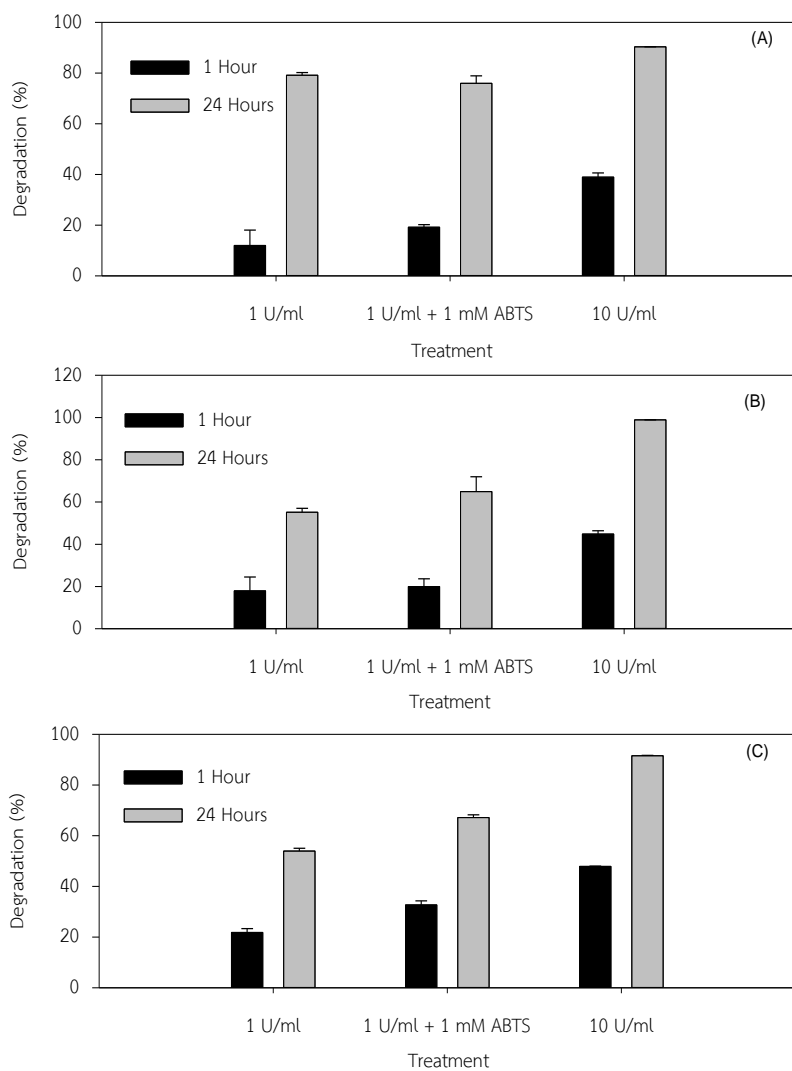 100
(A)
1 Hour
80
24 Hours
60
Degradation (%)
40
20
0
1 U/ml
1 U/ml + 1 mM ABTS
10 U/ml
Treatment
120
(B)
100
1 Hour
80
24 Hours
Degradation (%)
60
40
20
0
1 U/ml
1 U/ml + 1 mM ABTS
10 U/ml
Treatment
100
(C)
1 Hour
80
24 Hours
Degradation (%)
60
40
20
0
1 U/ml
1 U/ml + 1 mM ABTS
10 U/ml
Treatment